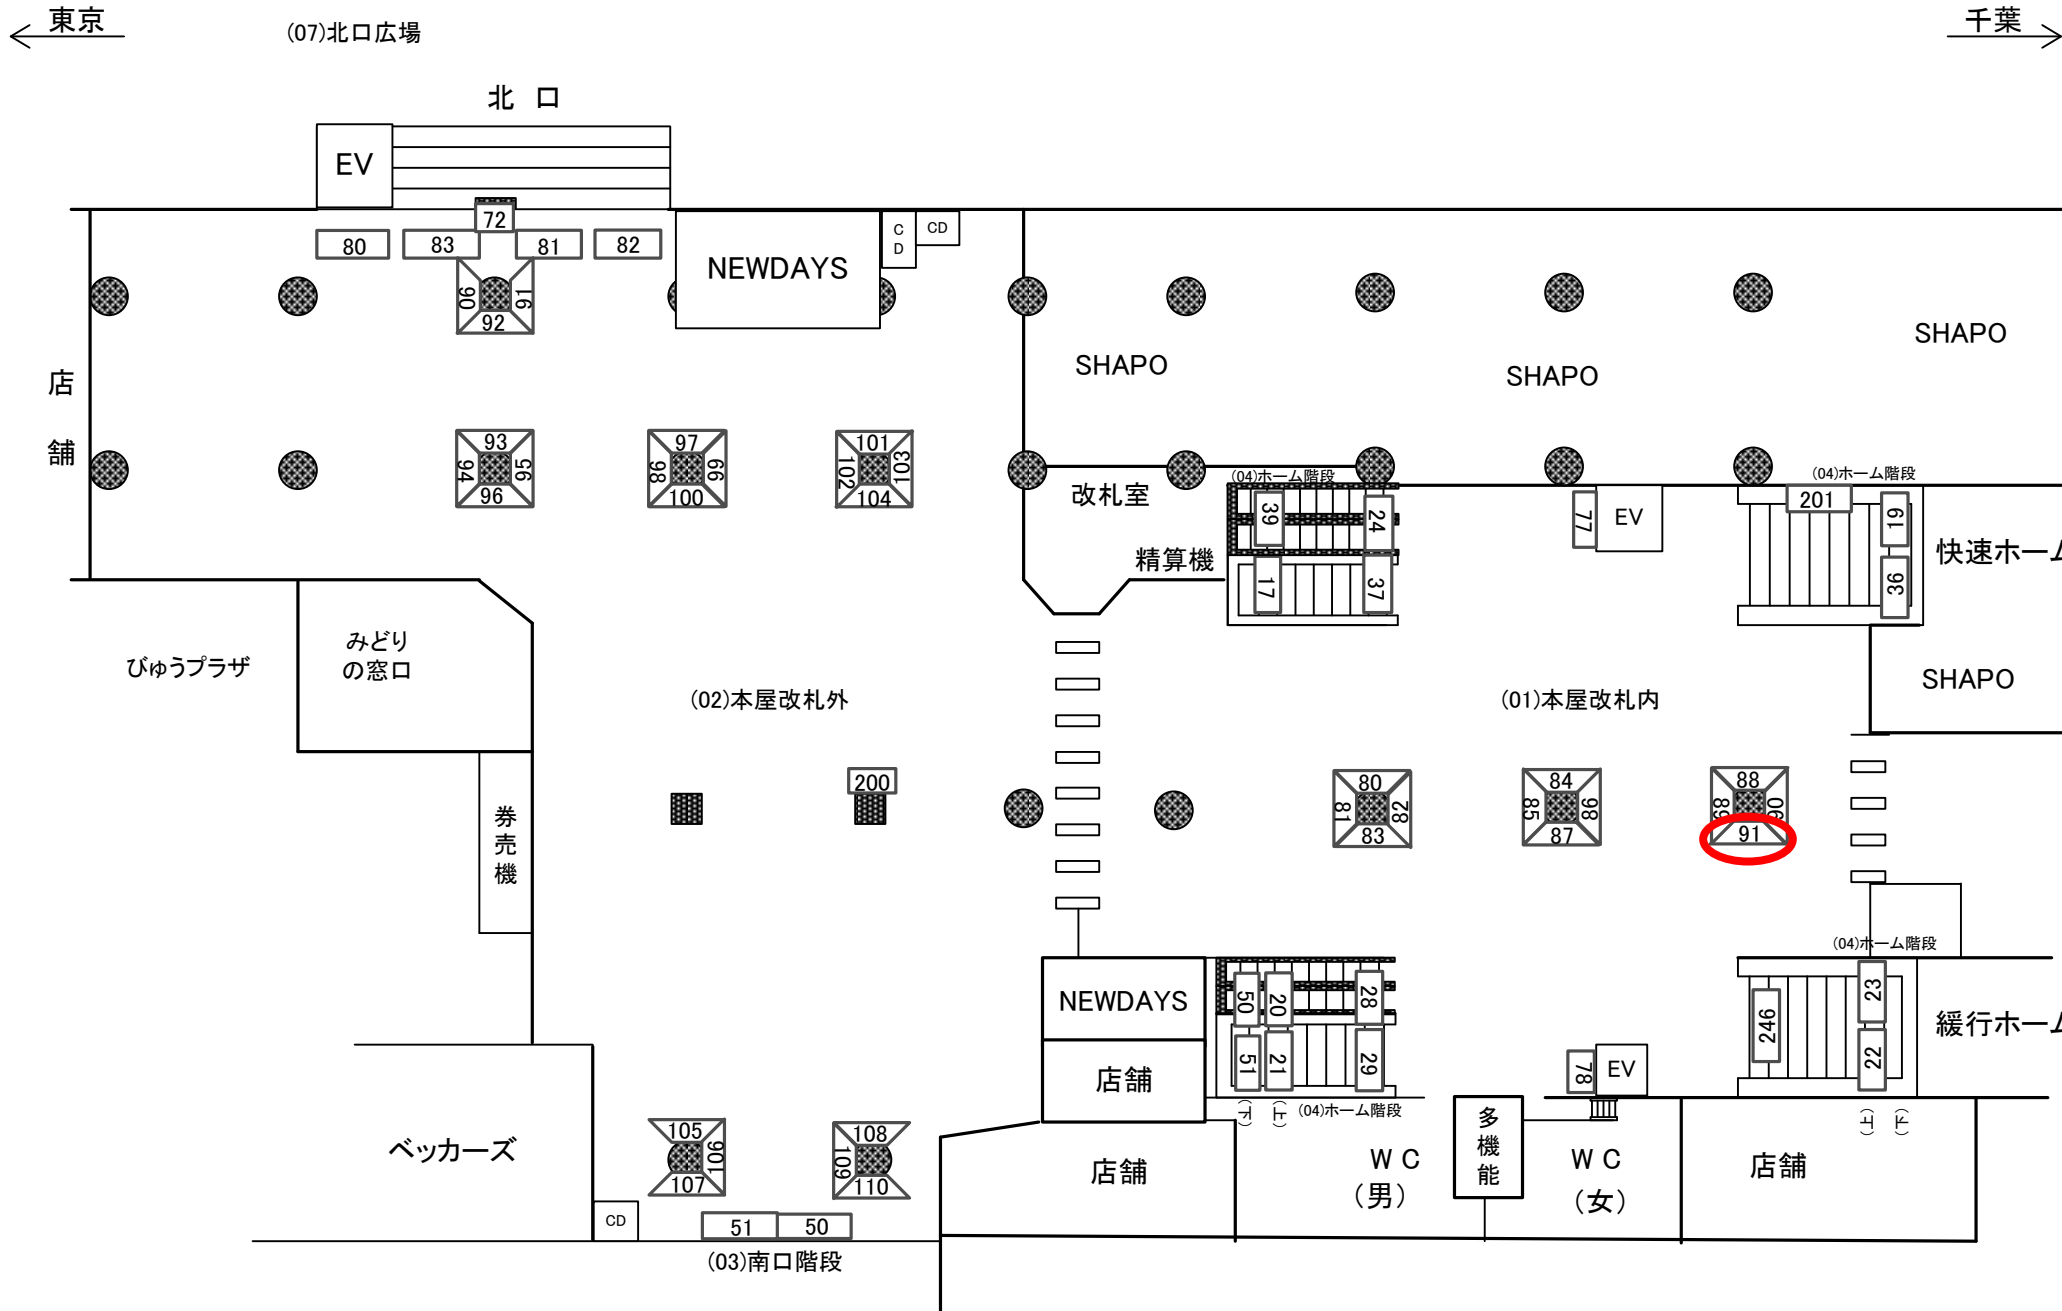 東京
(07)北口広場
千葉
北 口
EV
72
80
83
81
82
NEWDAYS
CD
CD
90
91
92
店舗
SHAPO
SHAPO
SHAPO
93
94
95
96
97
98
99
100
101
102
103
104
改札室
精算機
(04)ホーム階段
39
24
17
37
77
EV
(04)ホーム階段
201
19
36
快速ホーム
びゅうプラザ
みどり
の窓口
(02)本屋改札外
(01)本屋改札内
SHAPO
券売機
200
80
81
82
83
84
85
86
87
88
89
90
91
NEWDAYS
店舗
50
20
28
51
21
29
(下)
(上)
(04)ホーム階段
78
EV
(04)ホーム階段
246
23
22
緩行ホーム
(上)
(下)
ベッカーズ
105
106
107
108
109
110
CD
51
50
(03)南口階段
店舗
WC
(男)
多機能
WC
(女)
店舗